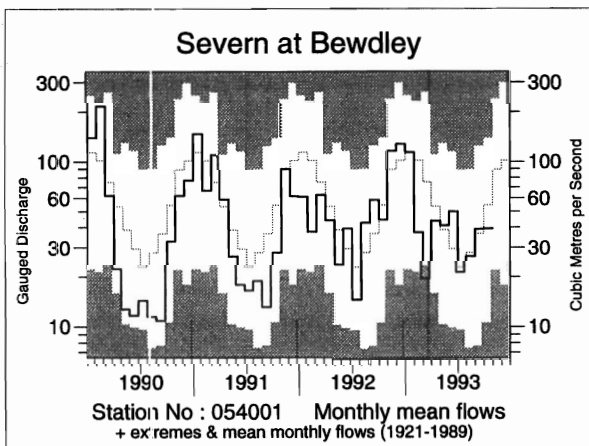 Severn at Bewdley
300 300
100 100
60 60
30 30
10 10
Gauged Discharge
Cubic Metres per Second
1990 1991 1992 1993
Station No : 054001 Monthly mean flows
+ extremes & mean monthly flows (1921-1989)